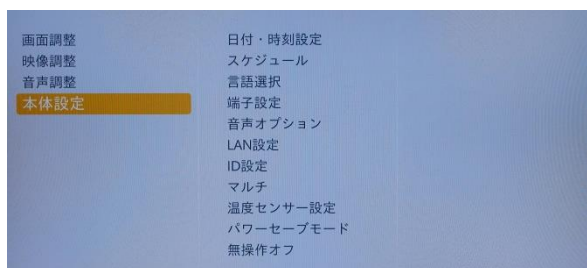 画面調整
映像調整
音声調整
本体設定
日付・時刻設定
スケジュール
言語選択
端子設定
音声オプション
LAN設定
ID設定
マルチ
温度センサー設定
パワーセーブモード
無操作オフ